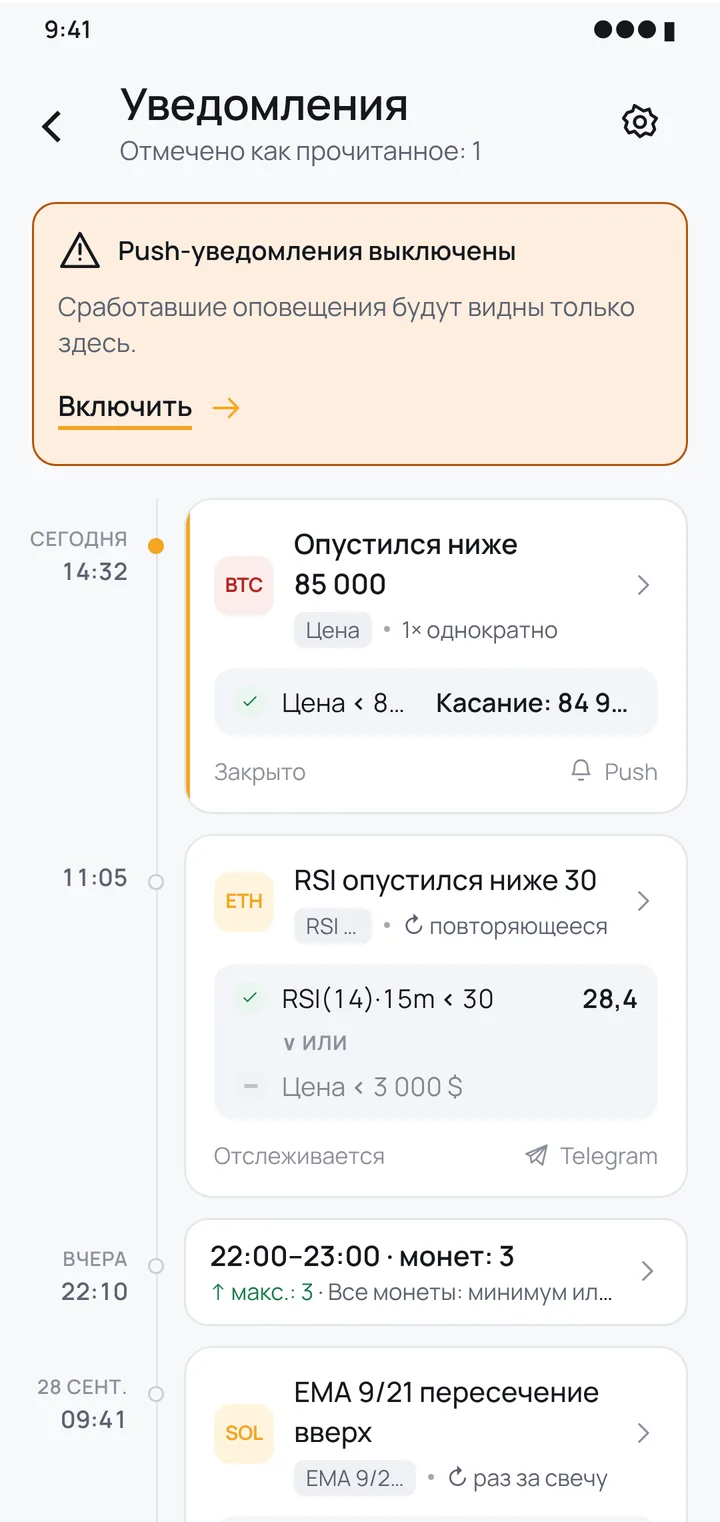 9:41
Уведомления
Отмечено как прочитанное: 1
Push-уведомления выключены
Сработавшие оповещения будут видны только
здесь.
Включить →
СЕГОДНЯ
14:32
BTC
Опустился ниже
85 000
Цена • 1× однократно
Цена < 8... Касание: 84 9...
Закрыто Push
11:05
ETH
RSI опустился ниже 30
RSI ... • повторяющееся
RSI(14)·15m < 30 28,4
∨ ИЛИ
Цена < 3 000 $
Отслеживается Telegram
ВЧЕРА
22:10
22:00–23:00 · монет: 3
↑ макс.: 3 · Все монеты: минимум ил...
28 СЕНТ.
09:41
SOL
EMA 9/21 пересечение
вверх
EMA 9/2... • раз за свечу